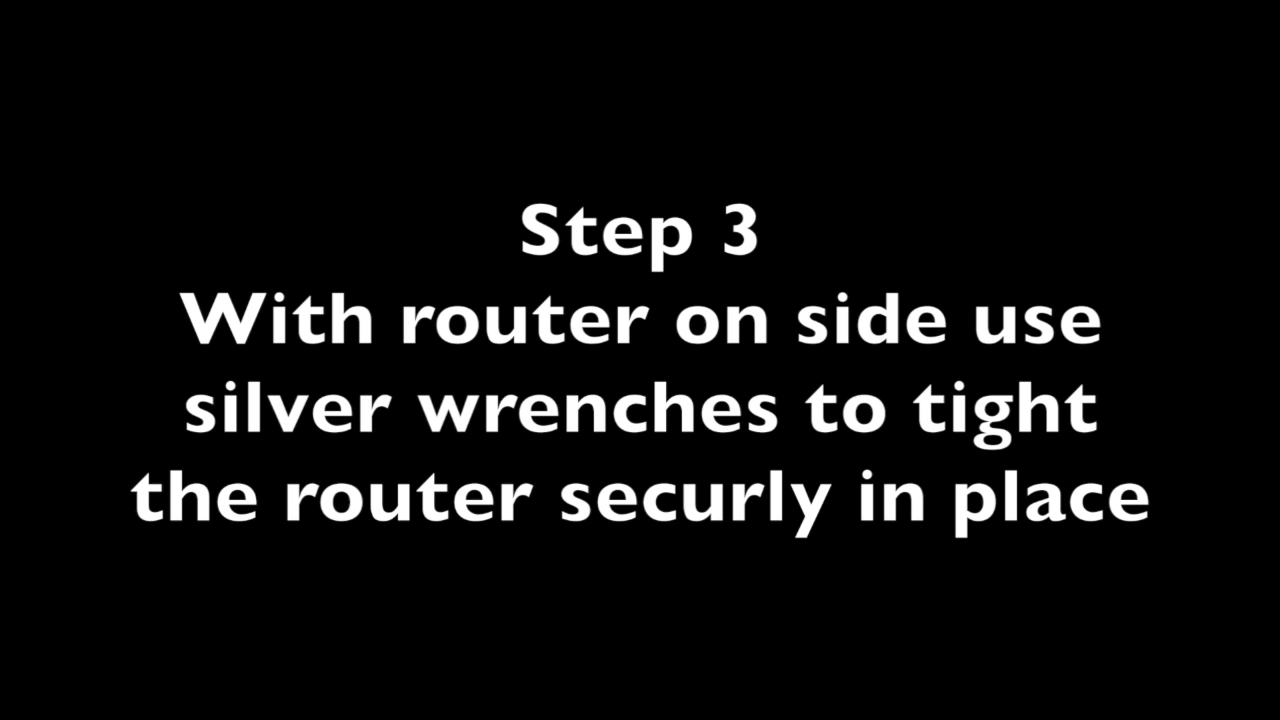 Step 3
With router on side use
silver wrenches to tight
the router securly in place